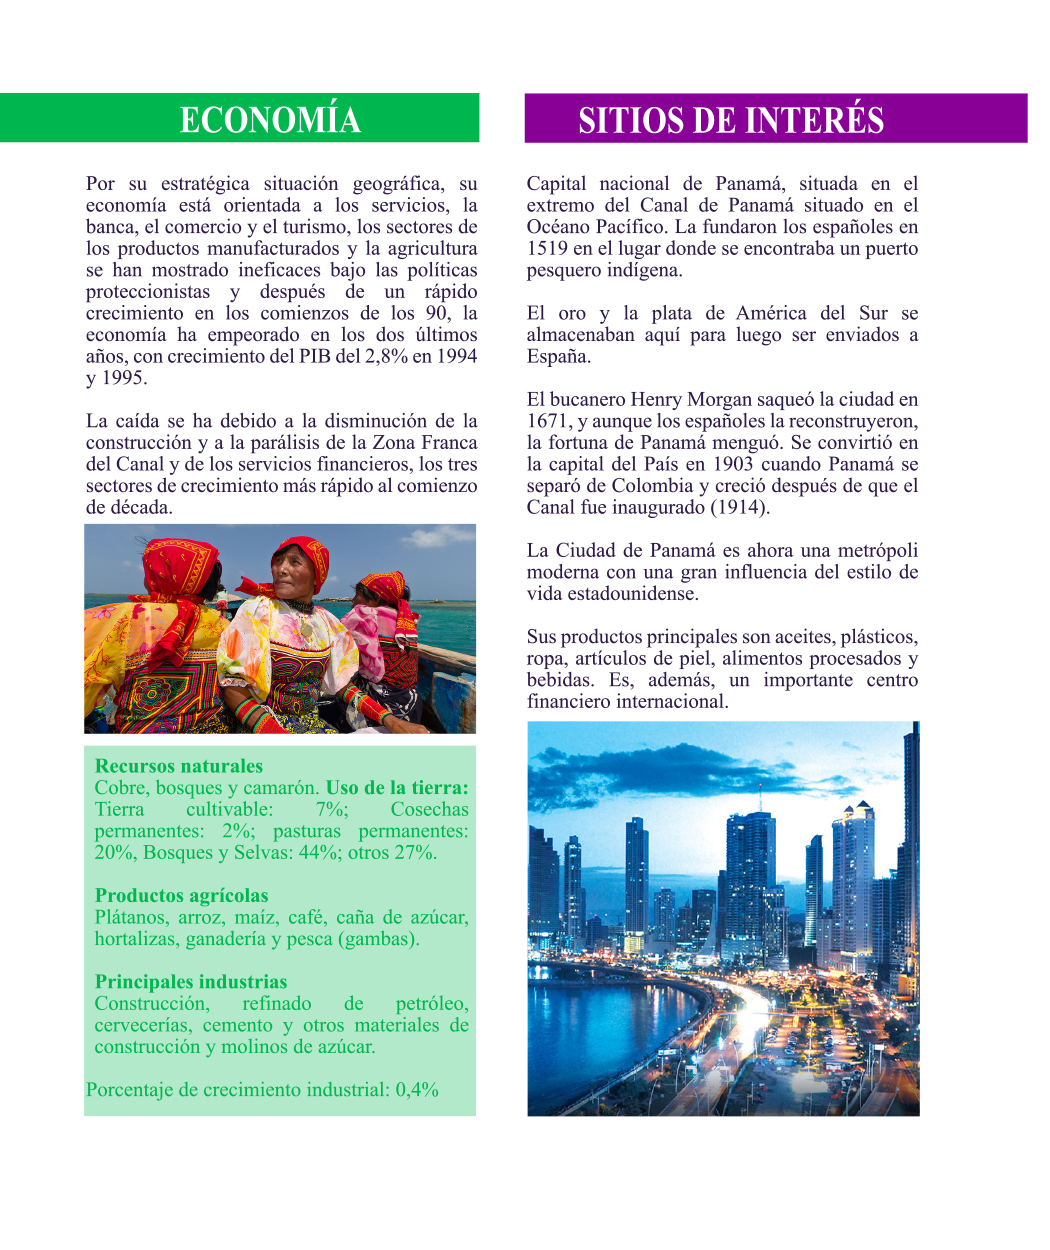 ECONOMÍA
Por su estratégica situación geográfica, su
economía está orientada a los servicios, la
banca, el comercio y el turismo, los sectores de
los productos manufacturados y la agricultura
se han mostrado ineficaces bajo las políticas
proteccionistas y después de un rápido
crecimiento en los comienzos de los 90, la
economía ha empeorado en los dos últimos
años, con crecimiento del PIB del 2,8% en 1994
y 1995.
La caída se ha debido a la disminución de la
construcción y a la parálisis de la Zona Franca
del Canal y de los servicios financieros, los tres
sectores de crecimiento más rápido al comienzo
de década.
Recursos naturales
Cobre, bosques y camarón. Uso de la tierra:
Tierra cultivable: 7%; Cosechas
permanentes: 2%; pasturas permanentes:
20%, Bosques y Selvas: 44%; otros 27%.
Productos agrícolas
Plátanos, arroz, maíz, café, caña de azúcar,
hortalizas, ganadería y pesca (gambas).
Principales industrias
Construcción, refinado de petróleo,
cervecerías, cemento y otros materiales de
construcción y molinos de azúcar.
Porcentaje de crecimiento industrial: 0,4%
SITIOS DE INTERÉS
Capital nacional de Panamá, situada en el
extremo del Canal de Panamá situado en el
Océano Pacífico. La fundaron los españoles en
1519 en el lugar donde se encontraba un puerto
pesquero indígena.
El oro y la plata de América del Sur se
almacenaban aquí para luego ser enviados a
España.
El bucanero Henry Morgan saqueó la ciudad en
1671, y aunque los españoles la reconstruyeron,
la fortuna de Panamá menguó. Se convirtió en
la capital del País en 1903 cuando Panamá se
separó de Colombia y creció después de que el
Canal fue inaugurado (1914).
La Ciudad de Panamá es ahora una metrópoli
moderna con una gran influencia del estilo de
vida estadounidense.
Sus productos principales son aceites, plásticos,
ropa, artículos de piel, alimentos procesados y
bebidas. Es, además, un importante centro
financiero internacional.